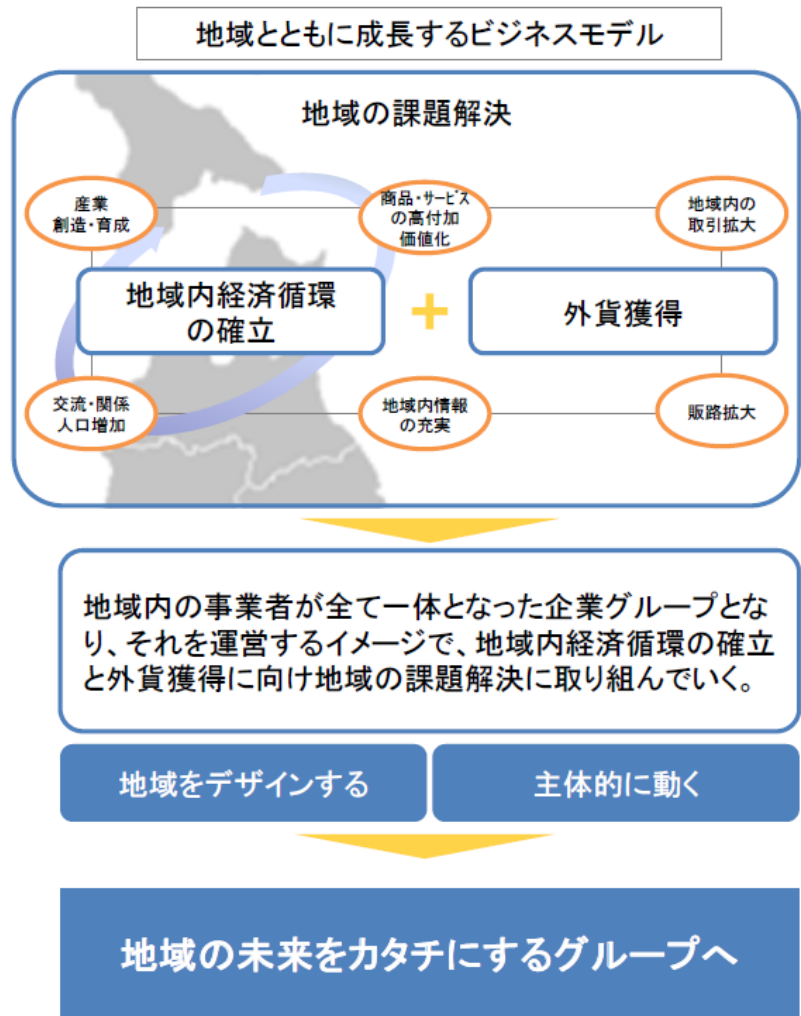 地域とともに成長するビジネスモデル
地域の課題解決
産業
創造・育成
商品・ｻｰﾋﾞｽ
の高付加
価値化
地域内の
取引拡大
地域内経済循環
の確立
+
外貨獲得
交流・関係
人口増加
地域内情報
の充実
販路拡大
地域内の事業者が全て一体となった企業グループとな
り、それを運営するイメージで、地域内経済循環の確立
と外貨獲得に向け地域の課題解決に取り組んでいく。
地域をデザインする
主体的に動く
地域の未来をカタチにするグループへ